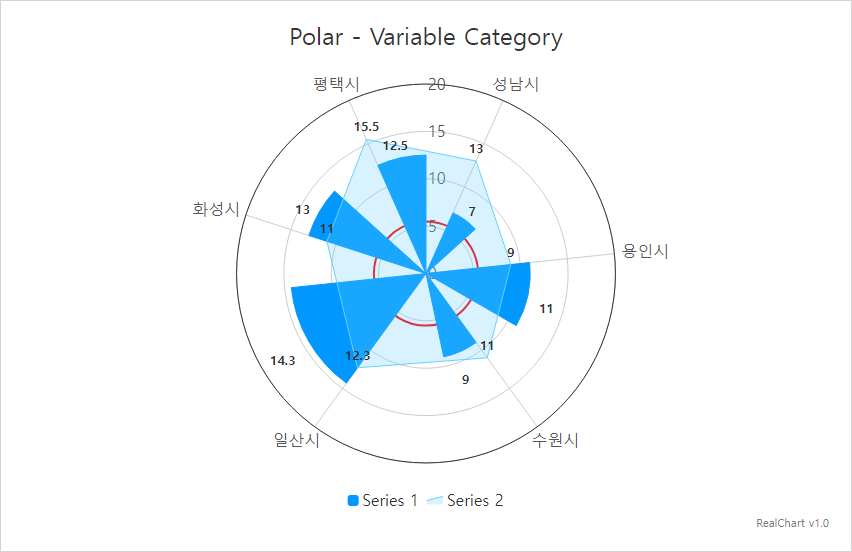 Polar - Variable Category
평택시 20 성남시
15.5 15
12.5 13
10
화성시 13 7
11 5
9 용인시
0
11
12.3 11
14.3 9
일산시 수원시
Series 1 Series 2
RealChart v1.0